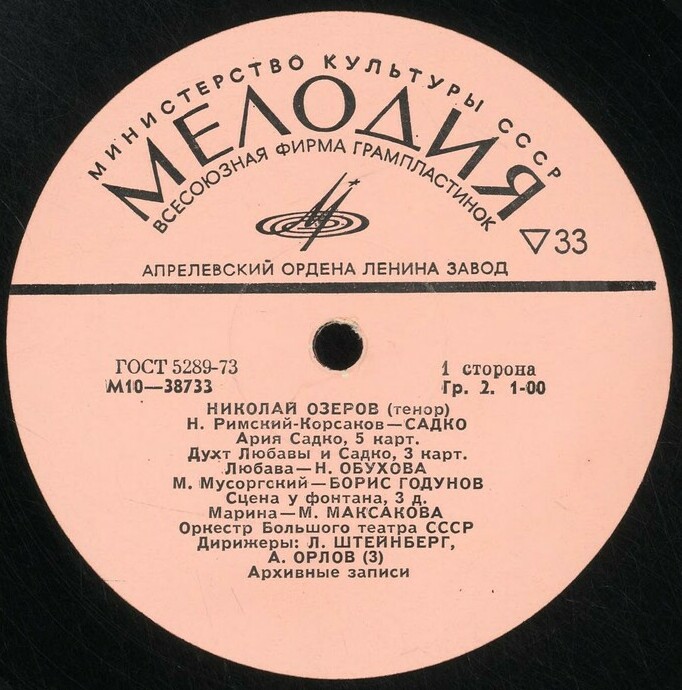 МИНИСТЕРСТВО КУЛЬТУРЫ СССР
МЕЛОДИЯ
ВСЕСОЮЗНАЯ ФИРМА ГРАМПЛАСТИНОК
33
АПРЕЛЕВСКИЙ ОРДЕНА ЛЕНИНА ЗАВОД
ГОСТ 5289-73 1 сторона
М10—38733 Гр. 2. 1-00
НИКОЛАЙ ОЗЕРОВ (тенор)
Н. Римский-Корсаков—САДКО
Ария Садко, 5 карт.
Духт Любавы и Садко, 3 карт.
Любава—Н. ОБУХОВА
М. Мусоргский—БОРИС ГОДУНОВ
Сцена у фонтана, 3 д.
Марина—М. МАКСАКОВА
Оркестр Большого театра СССР
Дирижеры: Л. ШТЕЙНБЕРГ,
А. ОРЛОВ (3)
Архивные записи